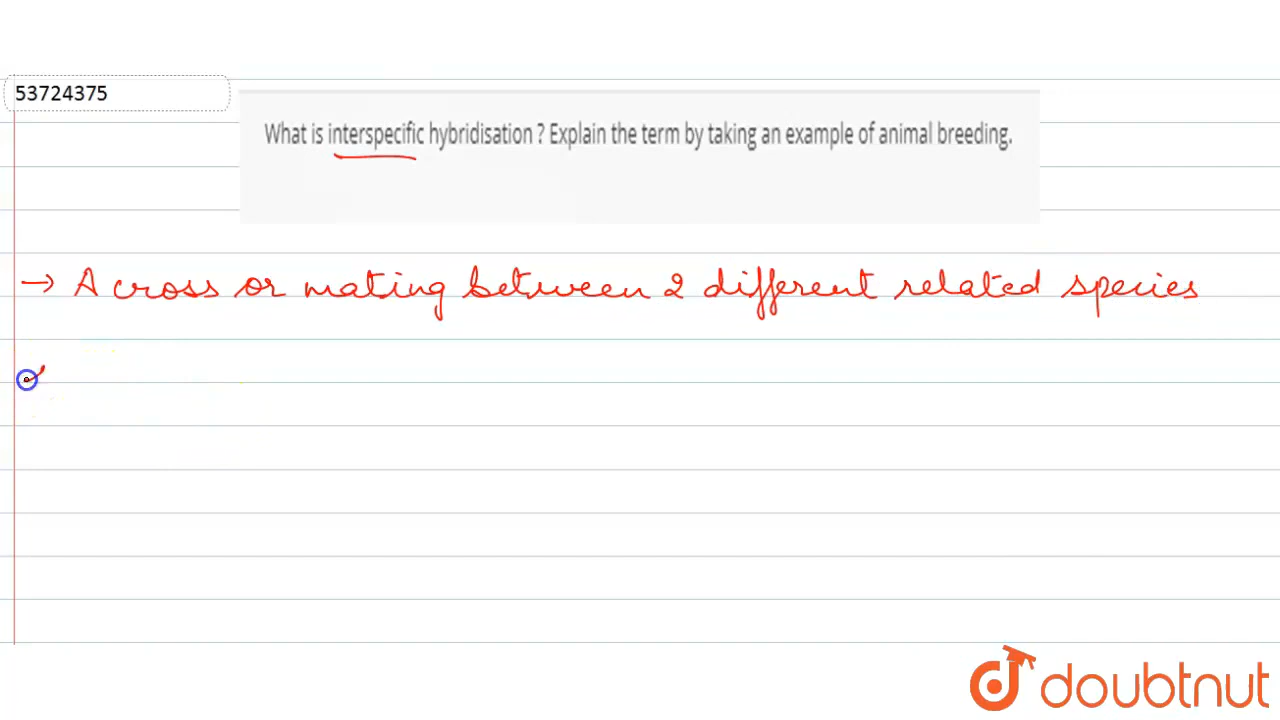 53724375
What is interspecific hybridisation ? Explain the term by taking an example of animal breeding.
→ A cross or mating between 2 different related species
doubtnut